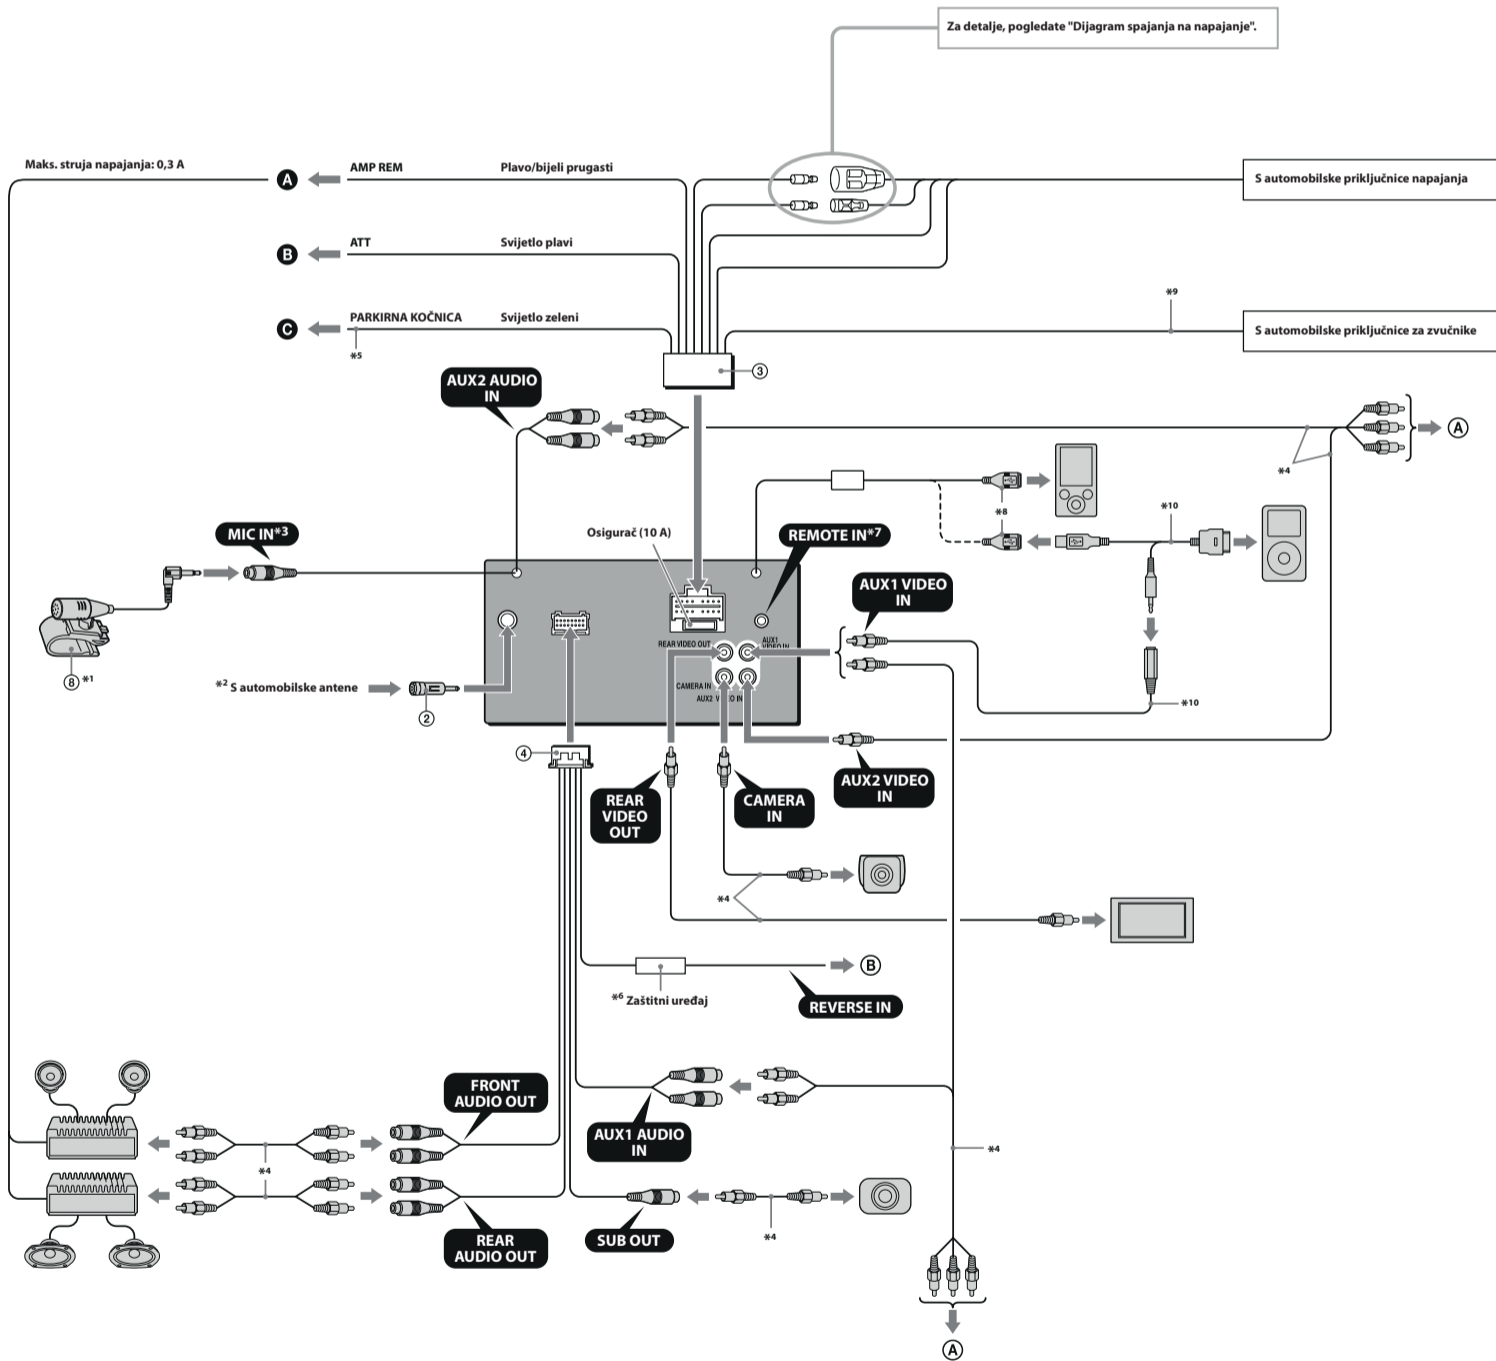 Za detalje, pogledate "Dijagram spajanja na napajanje".
Maks. struja napajanja: 0,3 A
A
AMP REM
Plavo/bijeli prugasti
S automobilske priključnice napajanja
B
ATT
Svijetlo plavi
*9
C
PARKIRNA KOČNICA
Svijetlo zeleni
S automobilske priključnice za zvučnike
*5
3
AUX2 AUDIO
IN
A
*4
*8
*10
MIC IN*3
Osigurač (10 A)
REMOTE IN*7
AUX1 VIDEO
IN
REAR VIDEO OUT
AUX1
VIDEO IN
8 *1
*2 S automobilske antene
2
CAMERA IN
AUX2 VIDEO IN
*10
4
REAR
VIDEO
OUT
CAMERA
IN
AUX2 VIDEO
IN
*4
B
*6 Zaštitni uređaj
REVERSE IN
FRONT
AUDIO OUT
AUX1 AUDIO
IN
*4
*4
REAR
AUDIO OUT
SUB OUT
*4
A